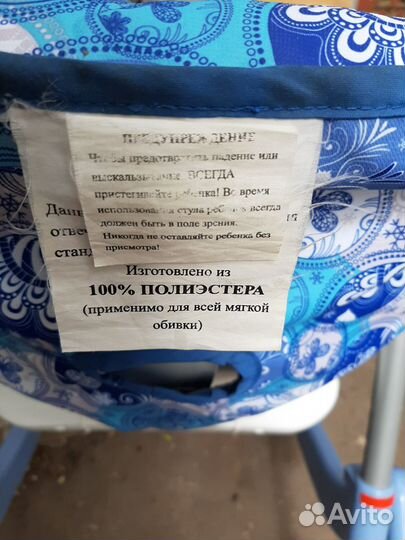 ПРЕДУПРЕЖДЕНИЕ
Чтобы предотвратить падение или
выскальзывание ВСЕГДА
пристегивайте ребенка! Во время
использования стула ребенок всегда
должен быть в поле зрения.
Никогда не оставляйте ребенка без
присмотра!
Изготовлено из
100% ПОЛИЭСТЕРА
(применимо для всей мягкой
обивки)
Avito